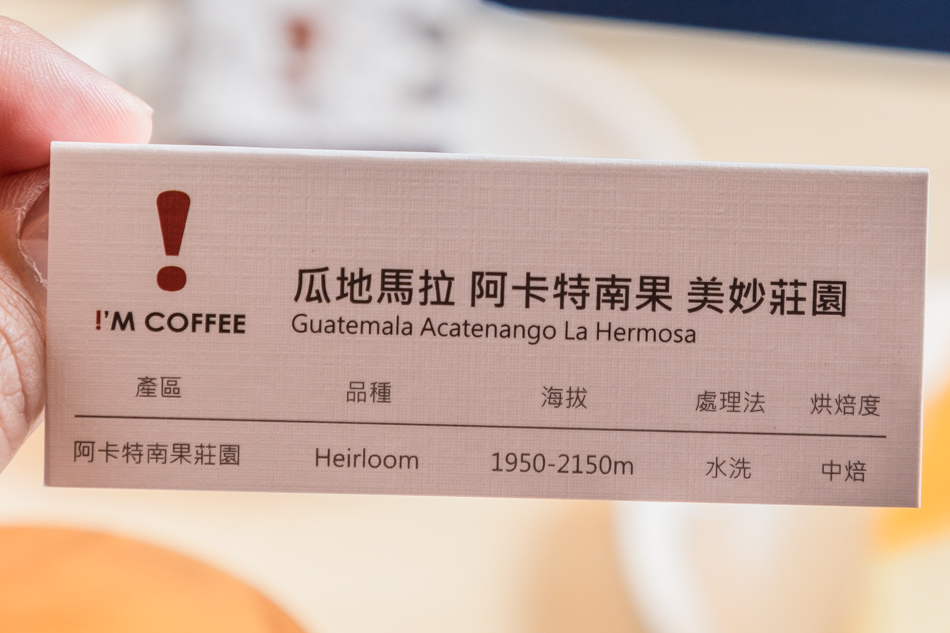 !'M COFFEE
瓜地馬拉 阿卡特南果 美妙莊園
Guatemala Acatenango La Hermosa
產區 品種 海拔 處理法 烘焙度
阿卡特南果莊園 Heirloom 1950-2150m 水洗 中焙